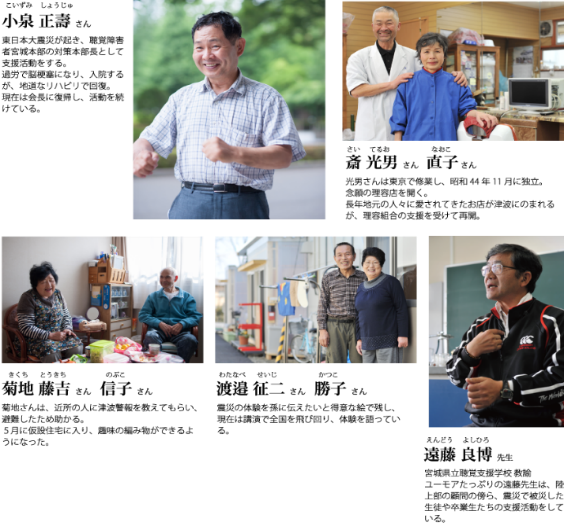 こいずみ しょうじゅ
小泉 正壽 さん
東日本大震災が起き、聴覚障害
者宮城本部の対策本部長として
支援活動をする。
過労で脳梗塞になり、入院する
が、地道なリハビリで回復。
現在は会長に復帰し、活動を続
けている。
さい てるお なおこ
斎 光男 さん 直子 さん
光男さんは東京で修業し、昭和 44 年 11 月に独立。
念願の理容店を開く。
長年地元の人々に愛されてきたお店が津波にのまれる
が、理容組合の支援を受けて再開。
きくち とうきち のぶこ
菊地 藤吉 さん 信子 さん
菊地さんは、近所の人に津波警報を教えてもらい、
避難したため助かる。
５月に仮設住宅に入り、趣味の編み物ができるよ
うになった。
わたなべ せいじ かつこ
渡邉 征二 さん 勝子 さん
震災の体験を孫に伝えたいと得意な絵で残し、
現在は講演で全国を飛び回り、体験を語ってい
る。
えんどう よしひろ
遠藤 良博 先生
宮城県立聴覚支援学校 教諭
ユーモアたっぷりの遠藤先生は、陸
上部の顧問の傍ら、震災で被災した
生徒や卒業生たちの支援活動をして
いる。